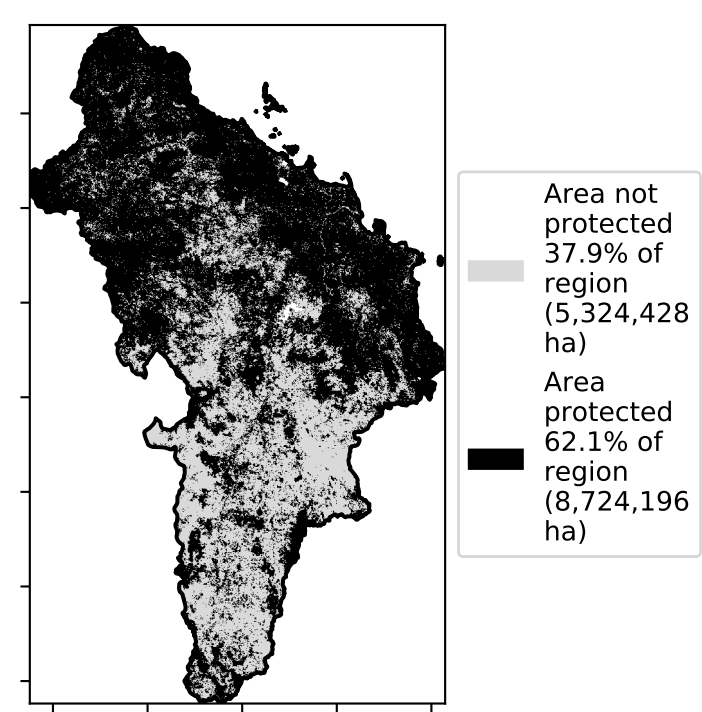 Area not
protected
37.9% of
region
(5,324,428
ha)
Area
protected
62.1% of
region
(8,724,196
ha)